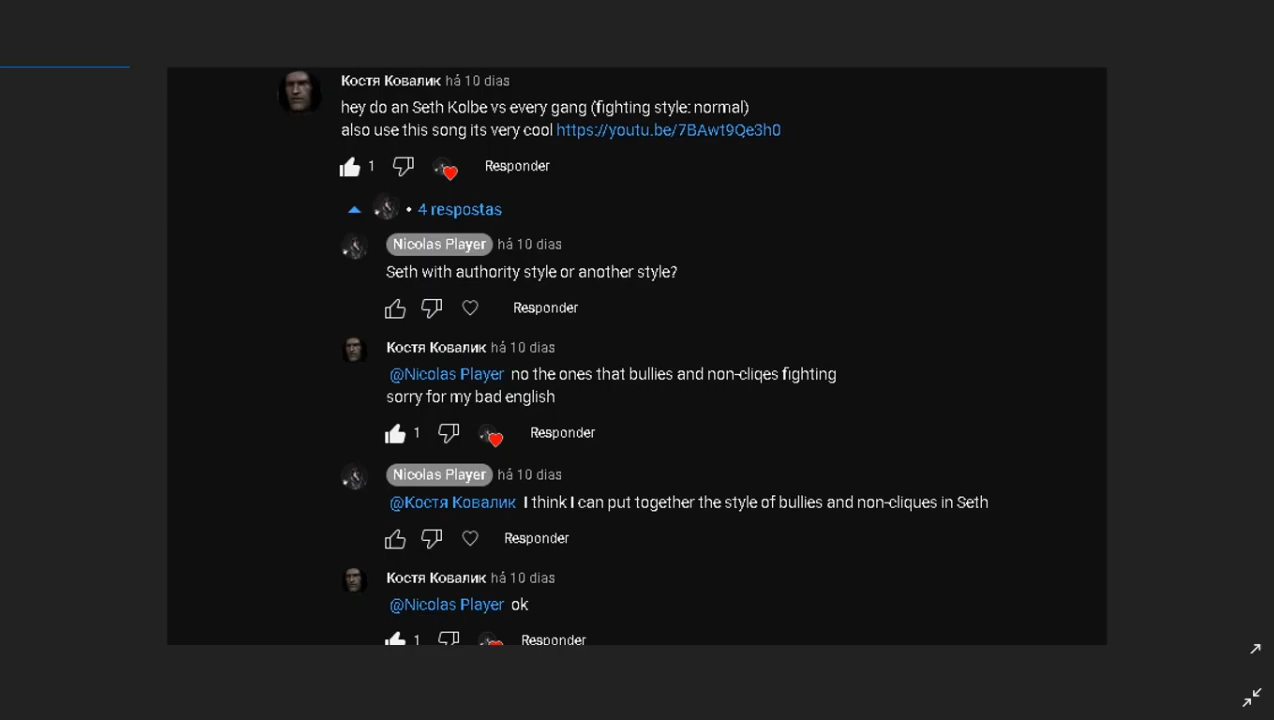 Костя Ковалик há 10 dias
hey do an Seth Kolbe vs every gang (fighting style: normal)
also use this song its very cool https://youtu.be/7BAwt9Qe3h0
1 Responder
• 4 respostas
Nicolas Player há 10 dias
Seth with authority style or another style?
Responder
Костя Ковалик há 10 dias
@Nicolas Player no the ones that bullies and non-cliqes fighting
sorry for my bad english
1 Responder
Nicolas Player há 10 dias
@Костя Ковалик I think I can put together the style of bullies and non-cliques in Seth
Responder
Костя Ковалик há 10 dias
@Nicolas Player ok
1 Responder